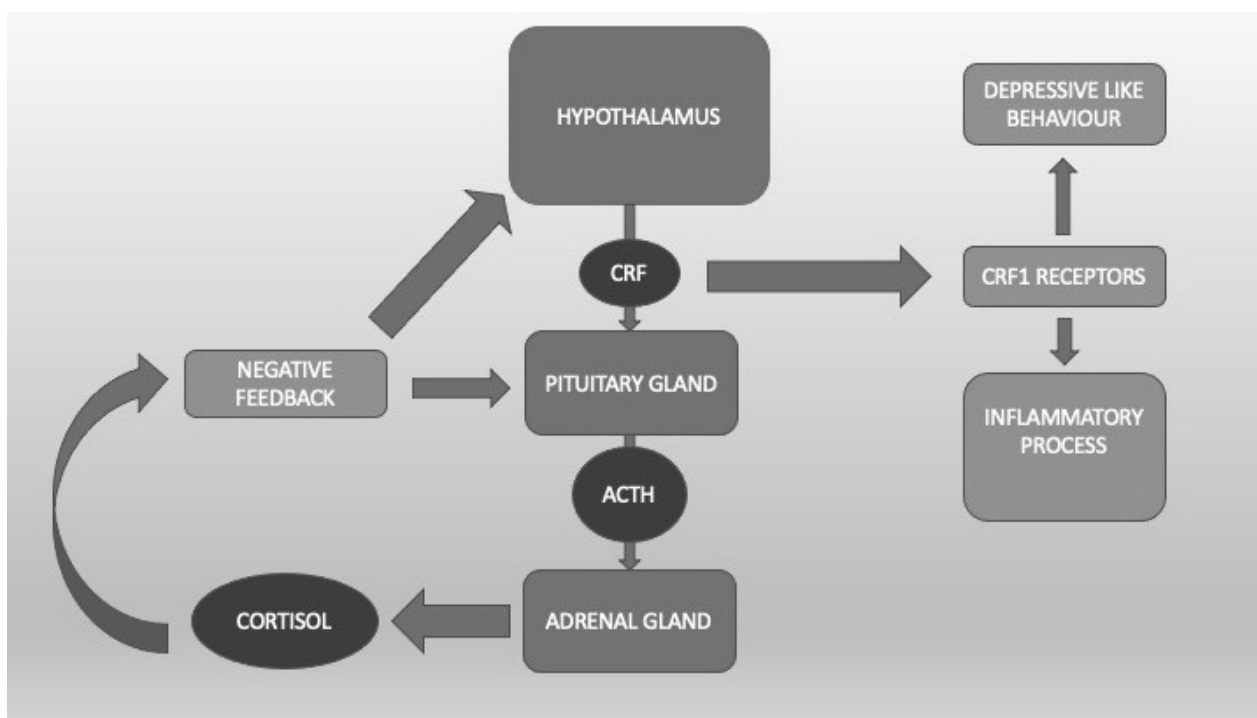 HYPOTHALAMUS
DEPRESSIVE LIKE
BEHAVIOUR
CRF
CRF1 RECEPTORS
NEGATIVE
FEEDBACK
PITUITARY GLAND
INFLAMMATORY
PROCESS
ACTH
CORTISOL
ADRENAL GLAND